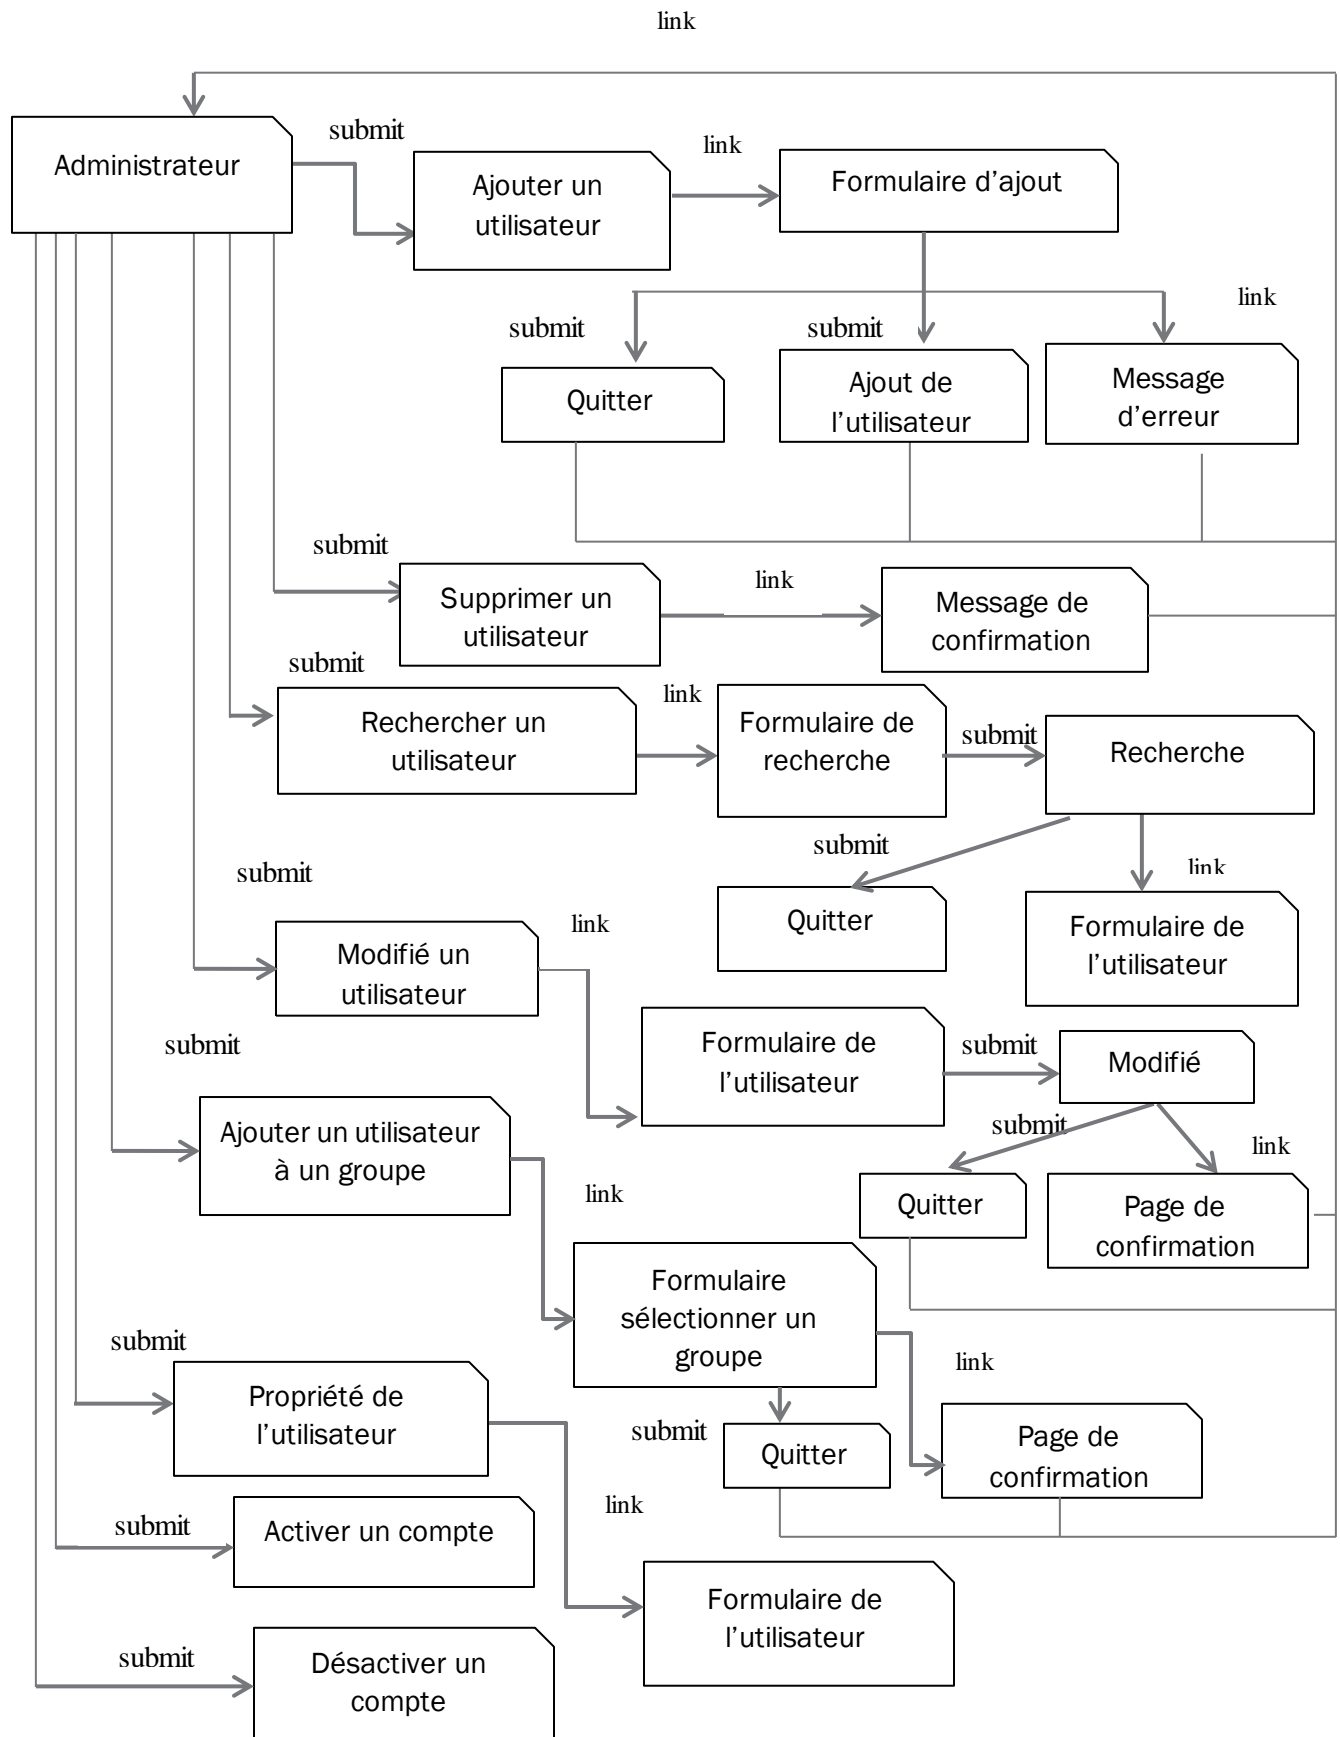 link
submit
Administrateur
link
Ajouter un
utilisateur
Formulaire d'ajout
link
submit
submit
Quitter
Ajout de
l'utilisateur
Message
d'erreur
submit
Supprimer un
utilisateur
link
Message de
confirmation
submit
Rechercher un
utilisateur
link
Formulaire de
recherche
submit
Recherche
submit
link
Quitter
Formulaire de
l'utilisateur
submit
Modifié un
utilisateur
link
Formulaire de
l'utilisateur
submit
Modifié
submit
link
Quitter
Page de
confirmation
submit
Ajouter un utilisateur
à un groupe
link
Formulaire
sélectionner un
groupe
link
submit
Quitter
Page de
confirmation
submit
Propriété de
l'utilisateur
link
Formulaire de
l'utilisateur
submit
Activer un compte
submit
Désactiver un
compte